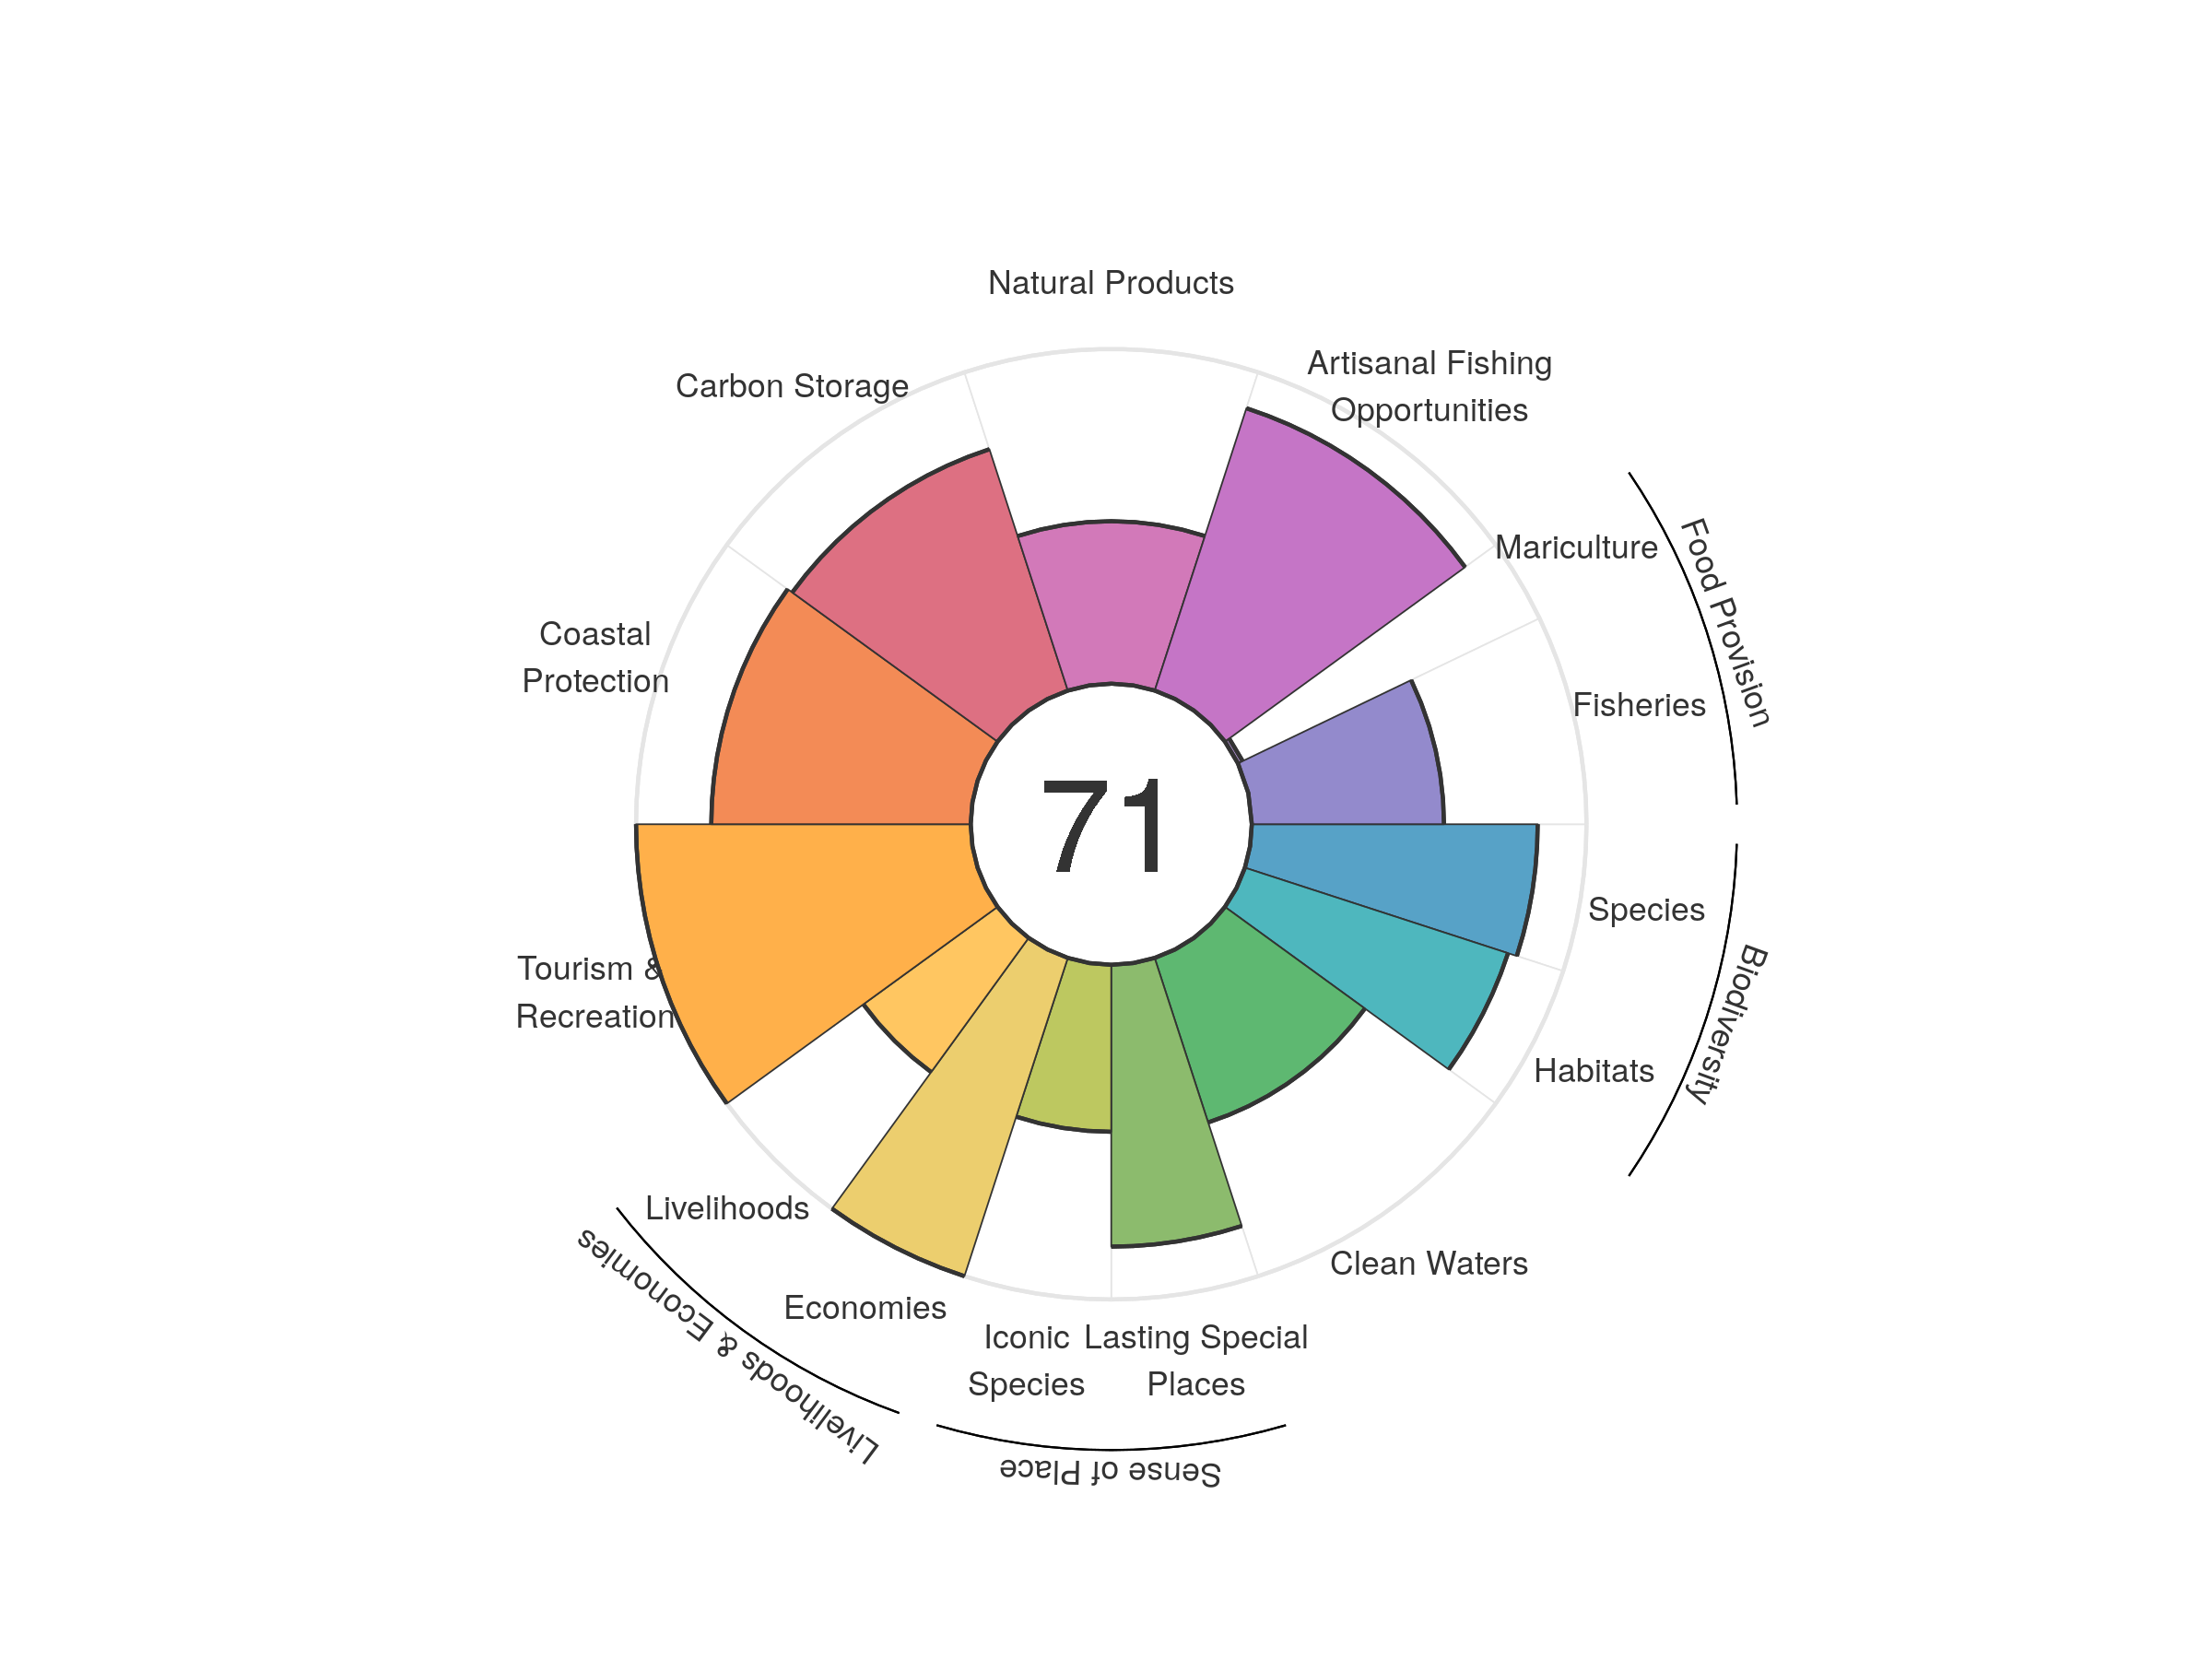 Natural Products
Artisanal Fishing
Opportunities
Carbon Storage
Mariculture
Food Provision
Coastal
Protection
Fisheries
71
Species
Biodiversity
Tourism &
Recreation
Habitats
Livelihoods
Clean Waters
Livelihoods & Economies
Economies
Iconic
Species
Lasting Special
Places
Sense of Place